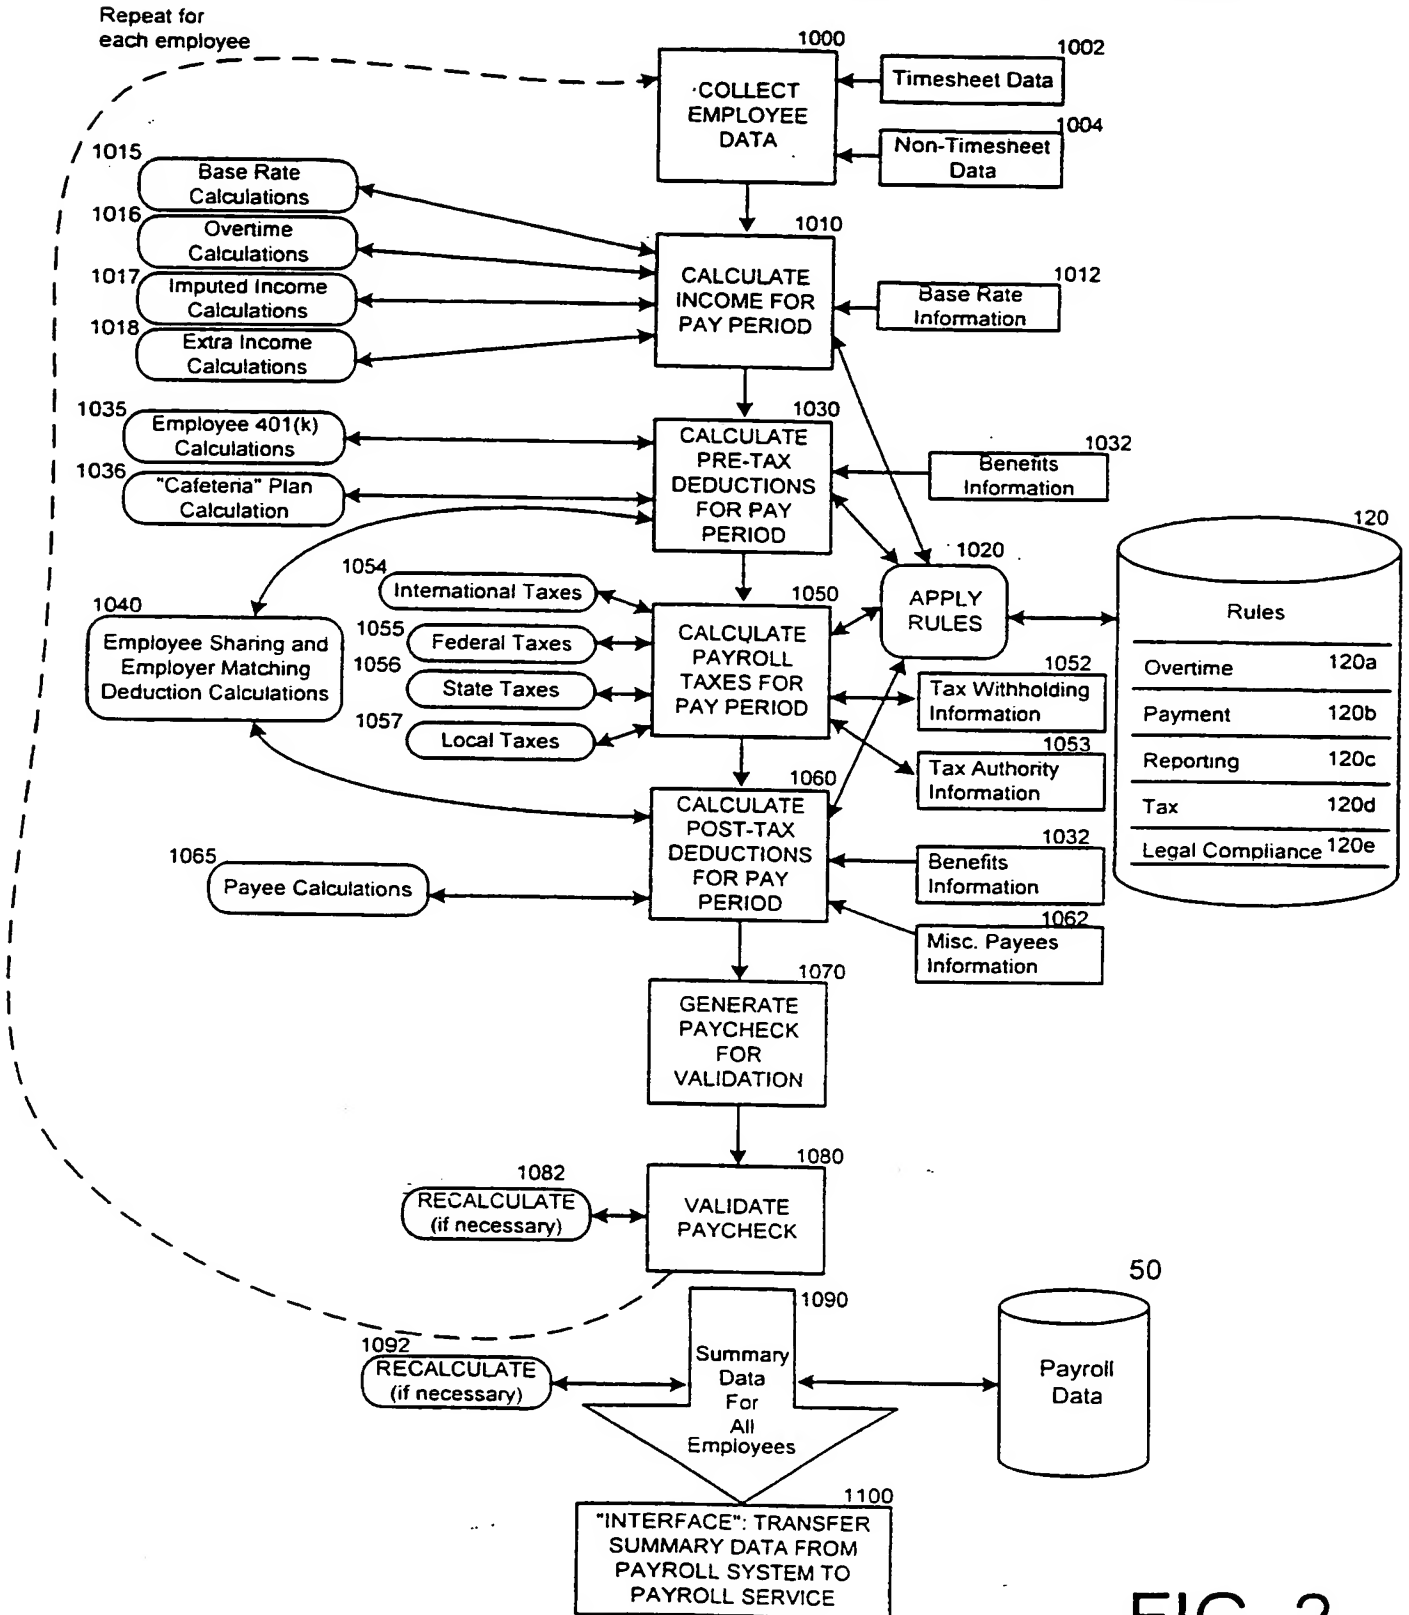 Repeat for
each employee
1000
COLLECT
EMPLOYEE
DATA
1002
Timesheet Data
1004
Non-Timesheet
Data
1015
Base Rate
Calculations
1016
Overtime
Calculations
1017
Imputed Income
Calculations
1018
Extra Income
Calculations
1010
CALCULATE
INCOME FOR
PAY PERIOD
1012
Base Rate
Information
1035
Employee 401(k)
Calculations
1036
"Cafeteria" Plan
Calculation
1030
CALCULATE
PRE-TAX
DEDUCTIONS
FOR PAY
PERIOD
1032
Benefits
Information
1020
APPLY
RULES
120
Rules
Overtime 120a
Payment 120b
Reporting 120c
Tax 120d
Legal Compliance 120e
1040
Employee Sharing and
Employer Matching
Deduction Calculations
1054
International Taxes
1055
Federal Taxes
1056
State Taxes
1057
Local Taxes
1050
CALCULATE
PAYROLL
TAXES FOR
PAY PERIOD
1052
Tax Withholding
Information
1053
Tax Authority
Information
1060
CALCULATE
POST-TAX
DEDUCTIONS
FOR PAY
PERIOD
1032
Benefits
Information
1062
Misc. Payees
Information
1065
Payee Calculations
1070
GENERATE
PAYCHECK
FOR
VALIDATION
1080
VALIDATE
PAYCHECK
1082
RECALCULATE
(if necessary)
1090
Summary
Data
For
All
Employees
1092
RECALCULATE
(if necessary)
50
Payroll
Data
1100
"INTERFACE": TRANSFER
SUMMARY DATA FROM
PAYROLL SYSTEM TO
PAYROLL SERVICE
FIG. 2